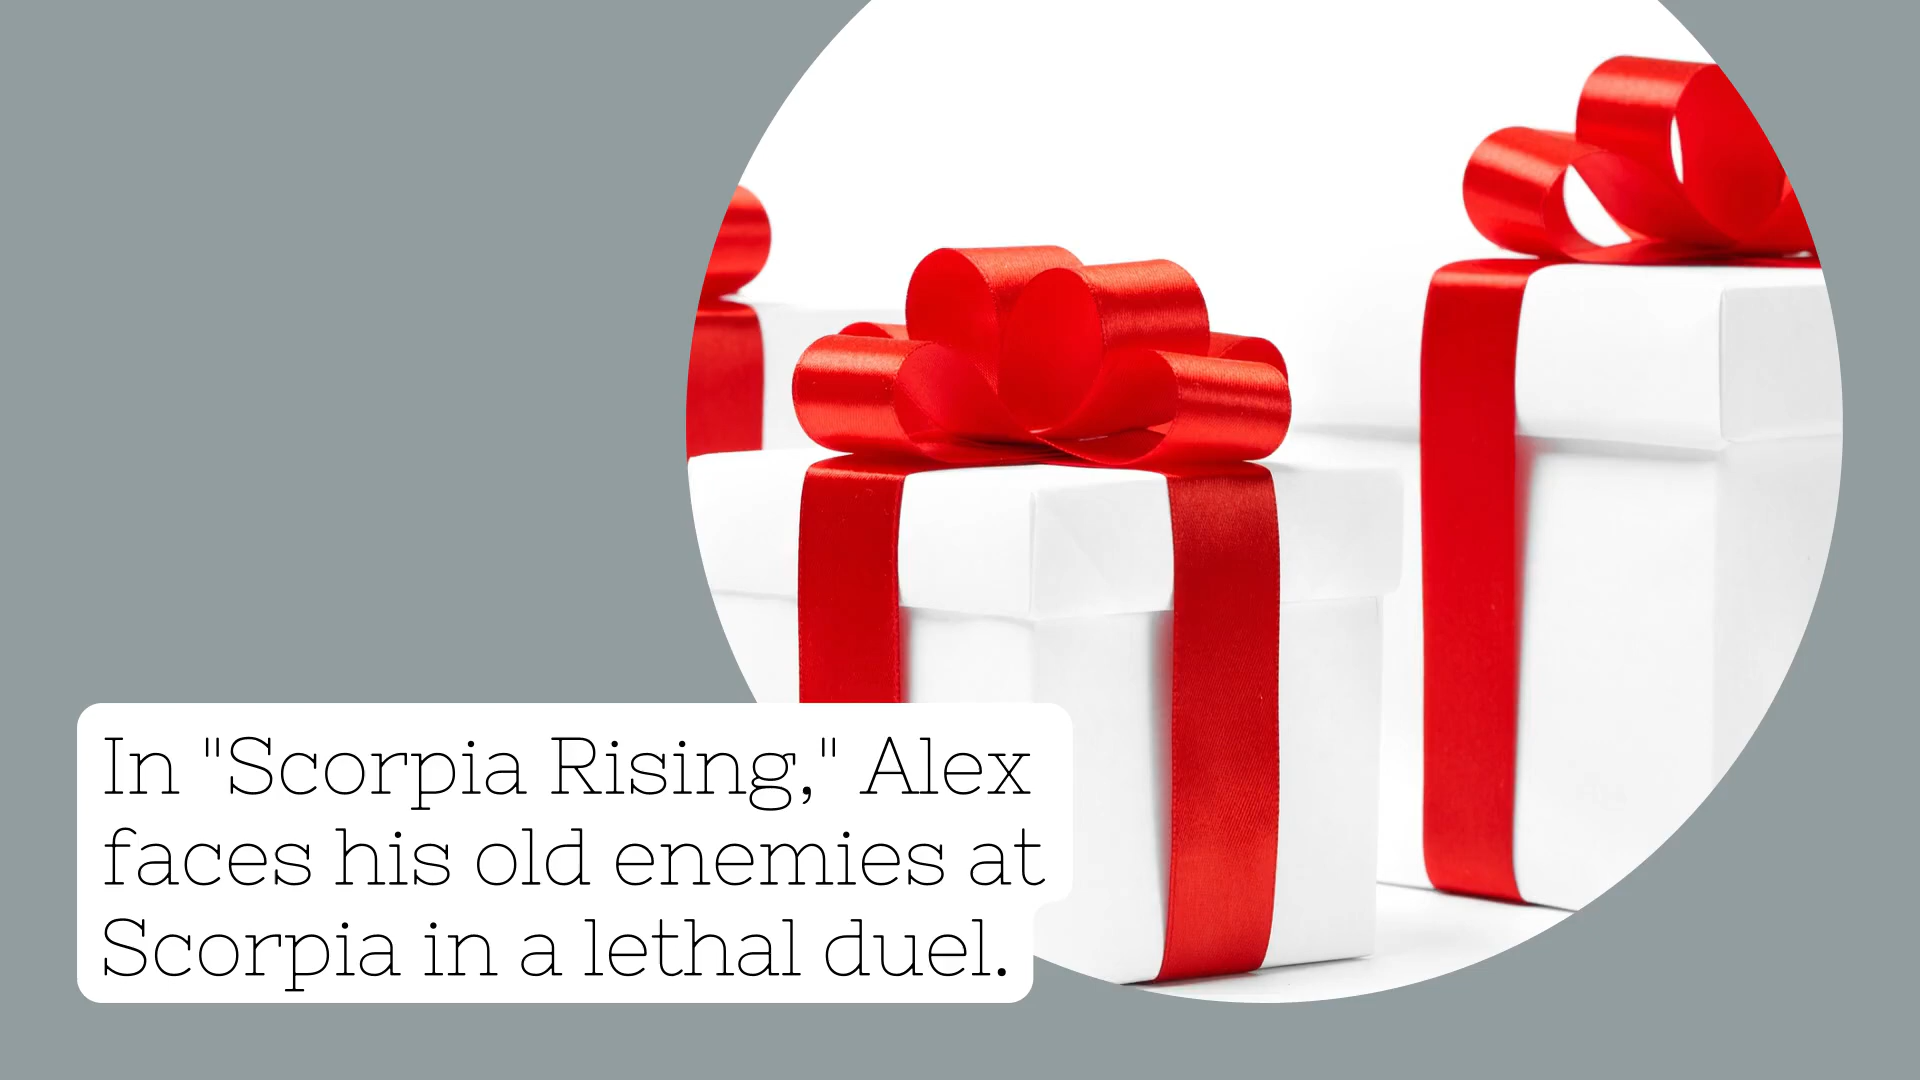 In "Scorpia Rising," Alex
faces his old enemies at
Scorpia in a lethal duel.